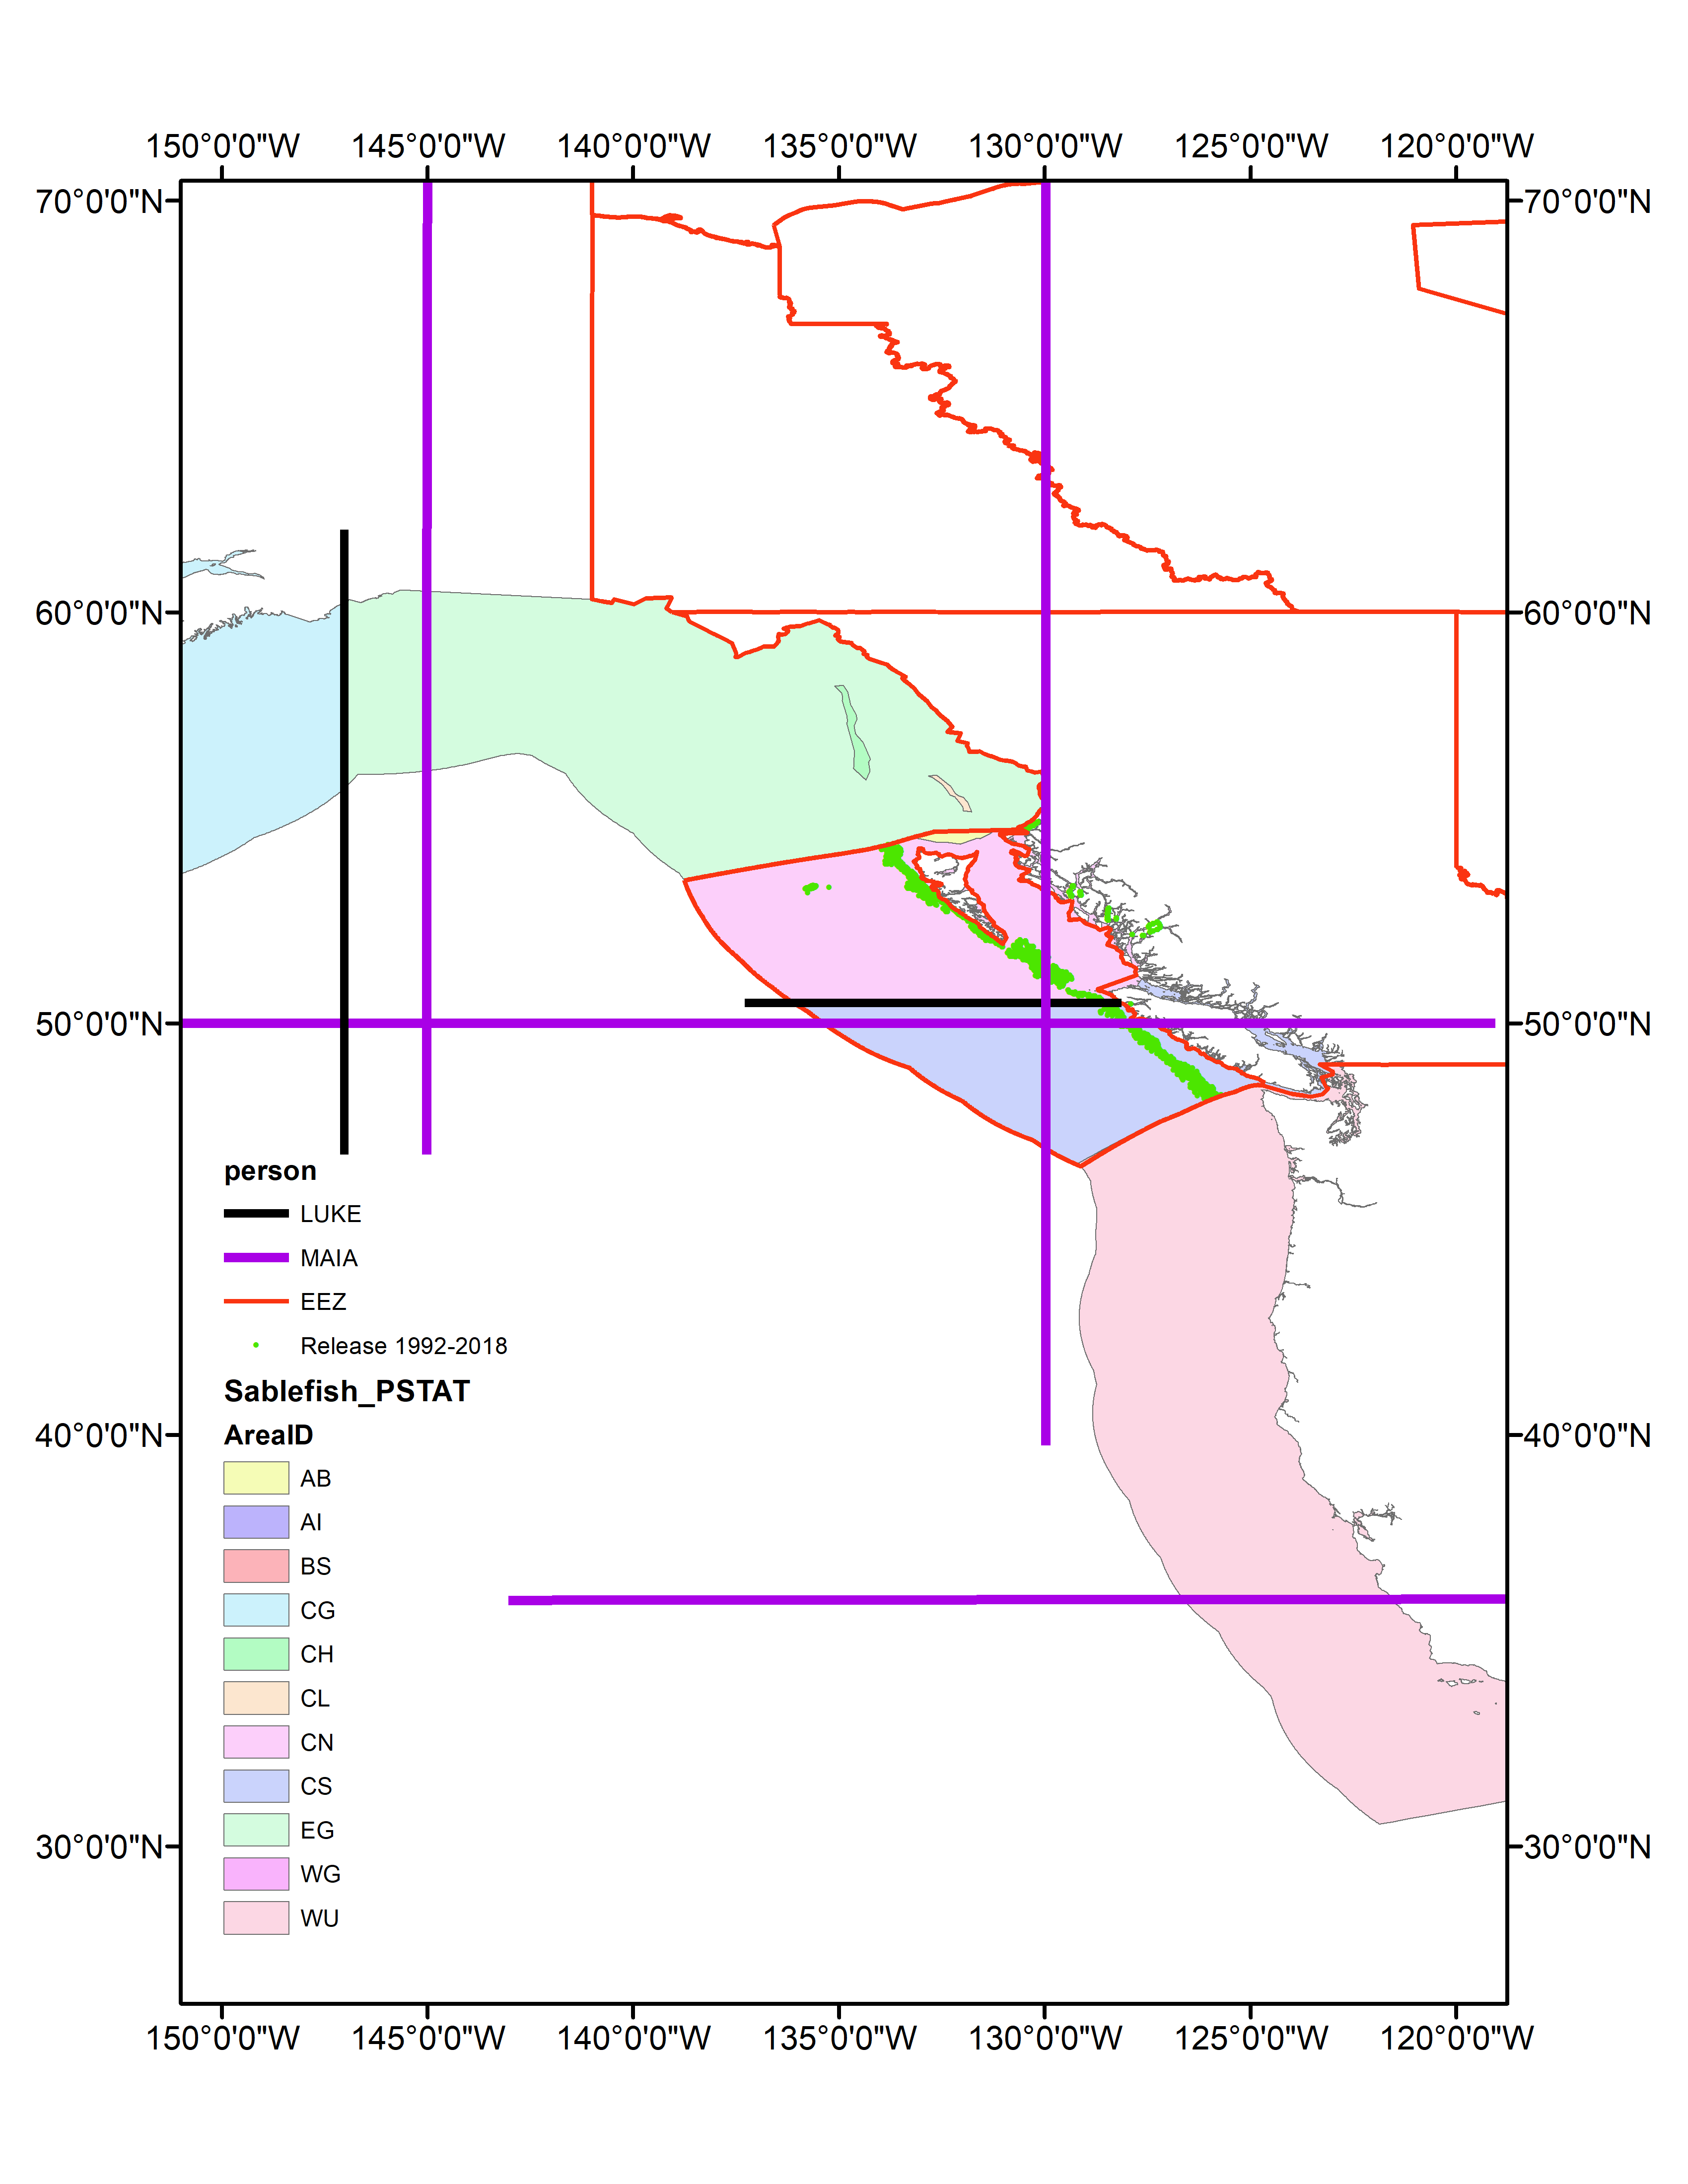 150°0'0"W 145°0'0"W 140°0'0"W 135°0'0"W 130°0'0"W 125°0'0"W 120°0'0"W
70°0'0"N 70°0'0"N
60°0'0"N 60°0'0"N
50°0'0"N 50°0'0"N
person
LUKE
MAIA
EEZ
Release 1992-2018
Sablefish_PSTAT
AreaID
40°0'0"N 40°0'0"N
AB
AI
BS
CG
CH
CL
CN
CS
EG
30°0'0"N 30°0'0"N
WG
WU
150°0'0"W 145°0'0"W 140°0'0"W 135°0'0"W 130°0'0"W 125°0'0"W 120°0'0"W